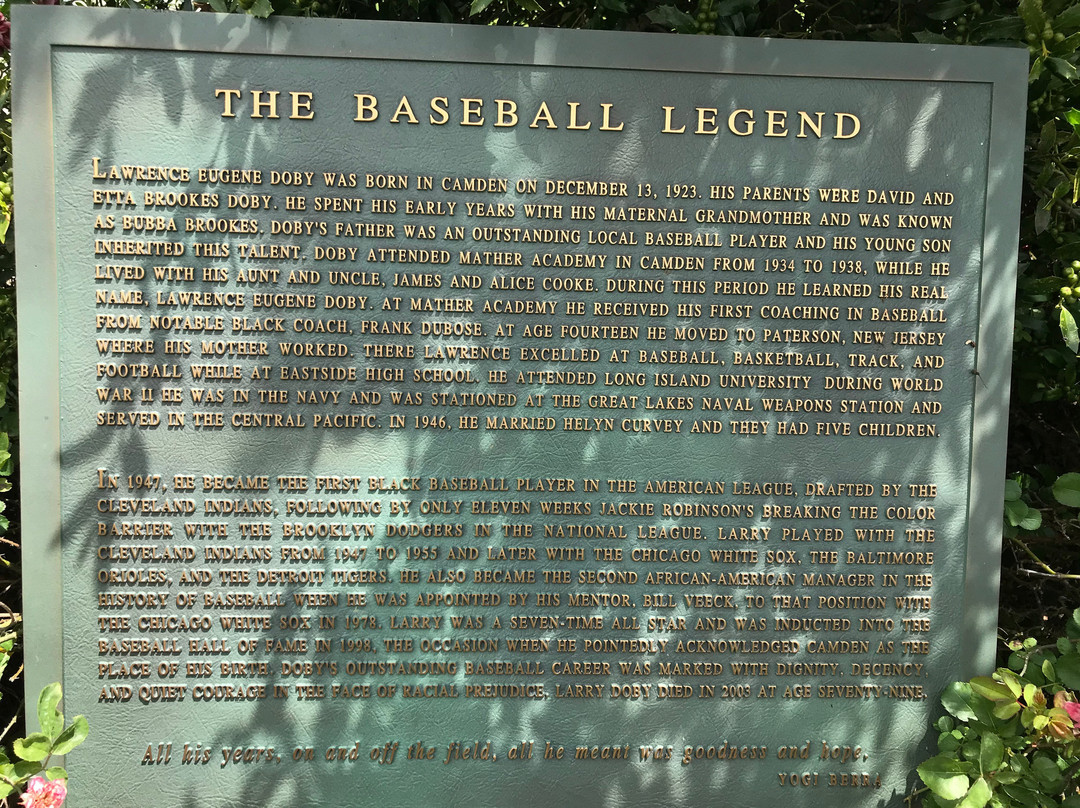 THE BASEBALL LEGEND
LAWRENCE EUGENE DOBY WAS BORN IN CAMDEN ON DECEMBER 13, 1923. HIS PARENTS WERE DAVID AND
ETTA BROOKES DOBY. HE SPENT HIS EARLY YEARS WITH HIS MATERNAL GRANDMOTHER AND WAS KNOWN
AS BUBBA BROOKES. DOBY'S FATHER WAS AN OUTSTANDING LOCAL BASEBALL PLAYER AND HIS YOUNG SON
INHERITED THIS TALENT. DOBY ATTENDED MATHER ACADEMY IN CAMDEN FROM 1934 TO 1938, WHILE HE
LIVED WITH HIS AUNT AND UNCLE, JAMES AND ALICE COOKE. DURING THIS PERIOD HE LEARNED HIS REAL
NAME, LAWRENCE EUGENE DOBY. AT MATHER ACADEMY HE RECEIVED HIS FIRST COACHING IN BASEBALL
FROM NOTABLE BLACK COACH, FRANK DUBOSE. AT AGE FOURTEEN HE MOVED TO PATERSON, NEW JERSEY
WHERE HIS MOTHER WORKED. THERE LAWRENCE EXCELLED AT BASEBALL, BASKETBALL, TRACK, AND
FOOTBALL WHILE AT EASTSIDE HIGH SCHOOL. HE ATTENDED LONG ISLAND UNIVERSITY DURING WORLD
WAR II HE WAS IN THE NAVY AND WAS STATIONED AT THE GREAT LAKES NAVAL WEAPONS STATION AND
SERVED IN THE CENTRAL PACIFIC. IN 1946, HE MARRIED HELYN CURVEY AND THEY HAD FIVE CHILDREN.
IN 1947, HE BECAME THE FIRST BLACK BASEBALL PLAYER IN THE AMERICAN LEAGUE, DRAFTED BY THE
CLEVELAND INDIANS, FOLLOWING BY ONLY ELEVEN WEEKS JACKIE ROBINSON'S BREAKING THE COLOR
BARRIER WITH THE BROOKLYN DODGERS IN THE NATIONAL LEAGUE. LARRY PLAYED WITH THE
CLEVELAND INDIANS FROM 1947 TO 1955 AND LATER WITH THE CHICAGO WHITE SOX, THE BALTIMORE
ORIOLES, AND THE DETROIT TIGERS. HE ALSO BECAME THE SECOND AFRICAN-AMERICAN MANAGER IN THE
HISTORY OF BASEBALL WHEN HE WAS APPOINTED BY HIS MENTOR, BILL VEECK, TO THAT POSITION WITH
THE CHICAGO WHITE SOX IN 1978. LARRY WAS A SEVEN-TIME ALL STAR AND WAS INDUCTED INTO THE
BASEBALL HALL OF FAME IN 1998, THE OCCASION WHEN HE POINTEDLY ACKNOWLEDGED CAMDEN AS THE
PLACE OF HIS BIRTH. DOBY'S OUTSTANDING BASEBALL CAREER WAS MARKED WITH DIGNITY, DECENCY,
AND QUIET COURAGE IN THE FACE OF RACIAL PREJUDICE. LARRY DOBY DIED IN 2003 AT AGE SEVENTY-NINE.
All his years, on and off the field, all he meant was goodness and hope.
YOGI BERRA